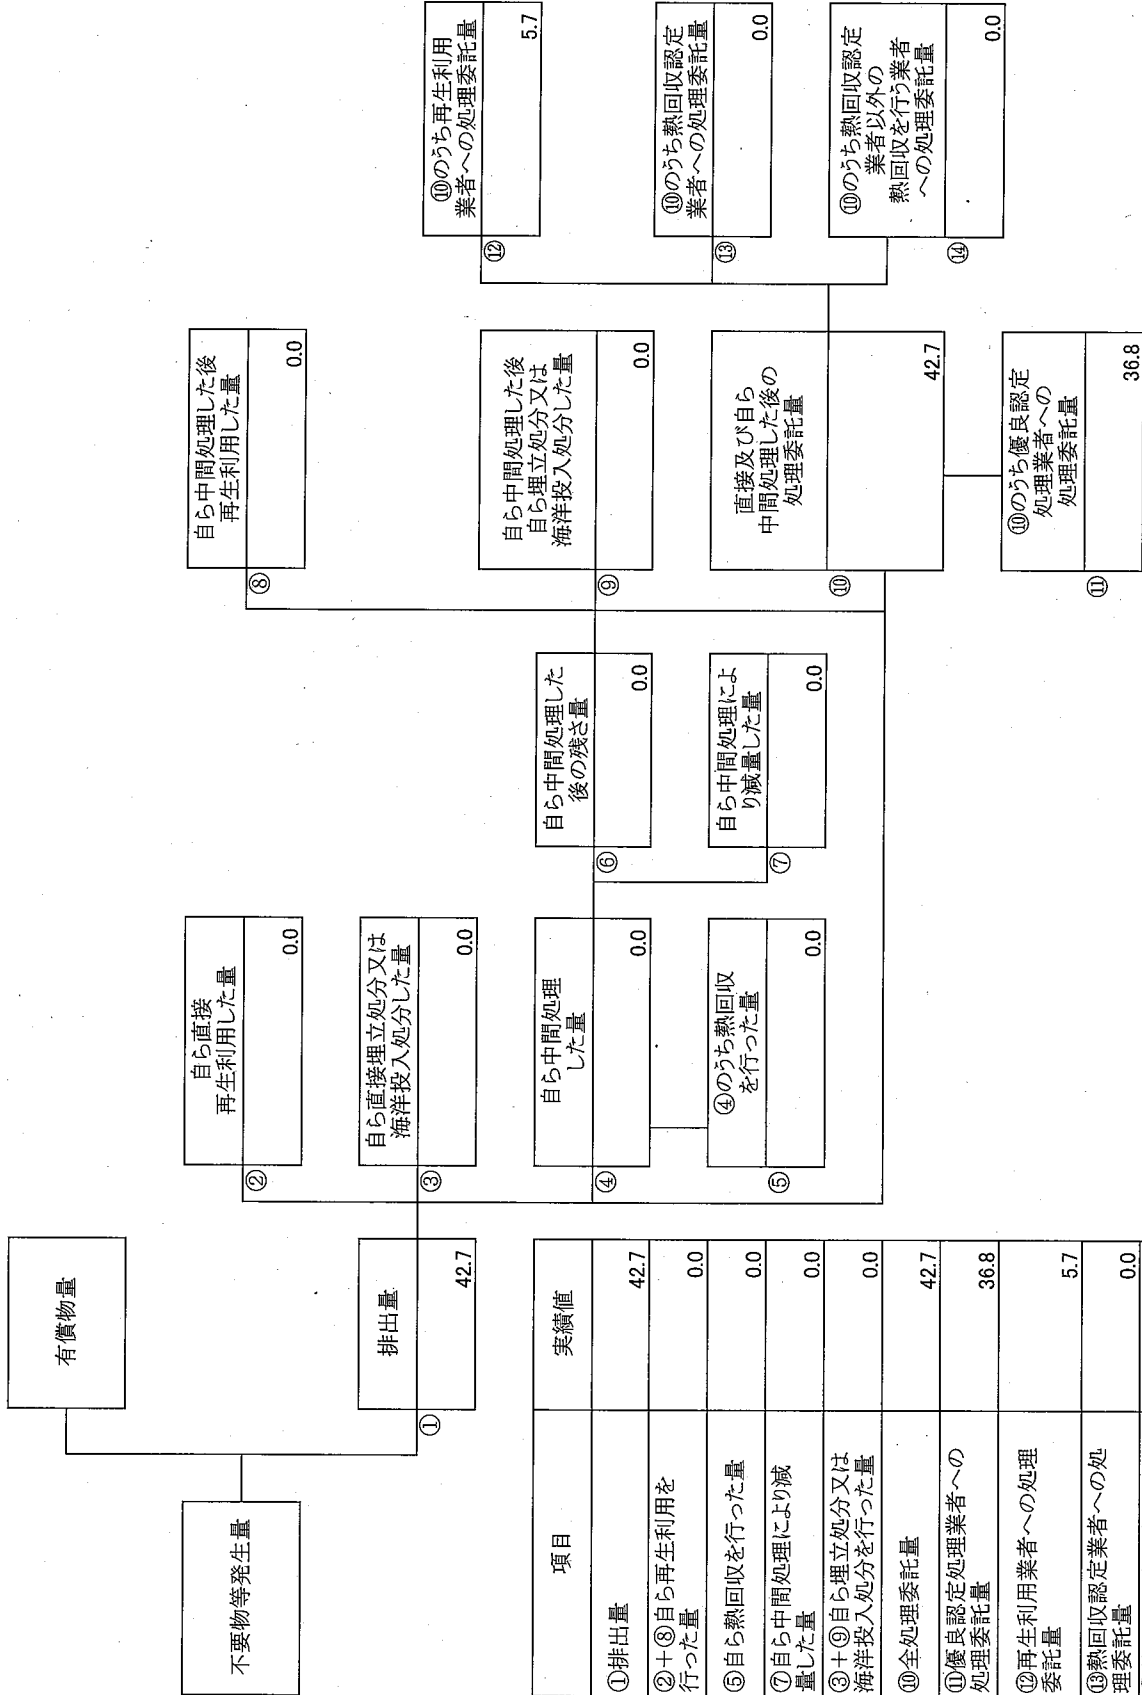 不要物等発生量
有償物量
排出量
①
42.7
自ら直接
再生利用した量
②
0.0
自ら直接埋立処分又は
海洋投入処分した量
③
0.0
自ら中間処理
した量
④
0.0
④のうち熱回収
を行った量
⑤
0.0
自ら中間処理した
後の残さ量
⑥
0.0
自ら中間処理によ
り減量した量
⑦
0.0
自ら中間処理した後
再生利用した量
⑧
0.0
自ら中間処理した後
自ら埋立処分又は
海洋投入処分した量
⑨
0.0
直接及び自ら
中間処理した後の
処理委託量
⑩
42.7
⑩のうち優良認定
処理業者への
処理委託量
⑪
36.8
⑩のうち再生利用
業者への処理委託量
⑫
5.7
⑩のうち熱回収認定
業者への処理委託量
⑬
0.0
⑩のうち熱回収認定
業者以外の
熱回収を行う業者
への処理委託量
⑭
0.0
項目 実績値
①排出量 42.7
②+⑧自ら再生利用を
行った量 0.0
⑤自ら熱回収を行った量 0.0
⑦自ら中間処理により減
量した量 0.0
③+⑨自ら埋立処分又は
海洋投入処分を行った量 0.0
⑩全処理委託量 42.7
⑪優良認定処理業者への
処理委託量 36.8
⑫再生利用業者への処理
委託量 5.7
⑬熱回収認定業者への処
理委託量 0.0